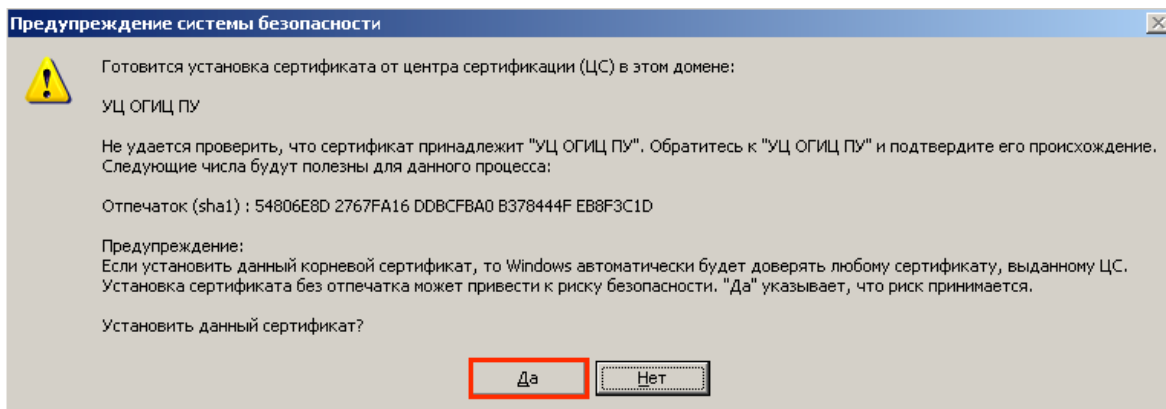 Предупреждение системы безопасности
Готовится установка сертификата от центра сертификации (ЦС) в этом домене:
УЦ ОГИЦ ПУ
Не удается проверить, что сертификат принадлежит "УЦ ОГИЦ ПУ". Обратитесь к "УЦ ОГИЦ ПУ" и подтвердите его происхождение.
Следующие числа будут полезны для данного процесса:
Отпечаток (sha1) : 54806E8D 2767FA16 DDBCFBA0 B378444F EB8F3C1D
Предупреждение:
Если установить данный корневой сертификат, то Windows автоматически будет доверять любому сертификату, выданному ЦС.
Установка сертификата без отпечатка может привести к риску безопасности. "Да" указывает, что риск принимается.
Установить данный сертификат?
Да
Нет